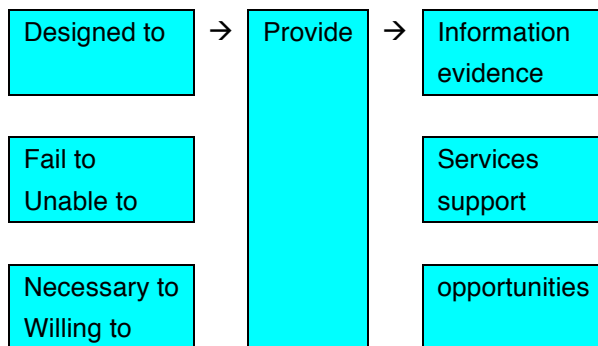 Designed to → Provide → Information
evidence
Fail to Services
Unable to support
Necessary to opportunities
Willing to